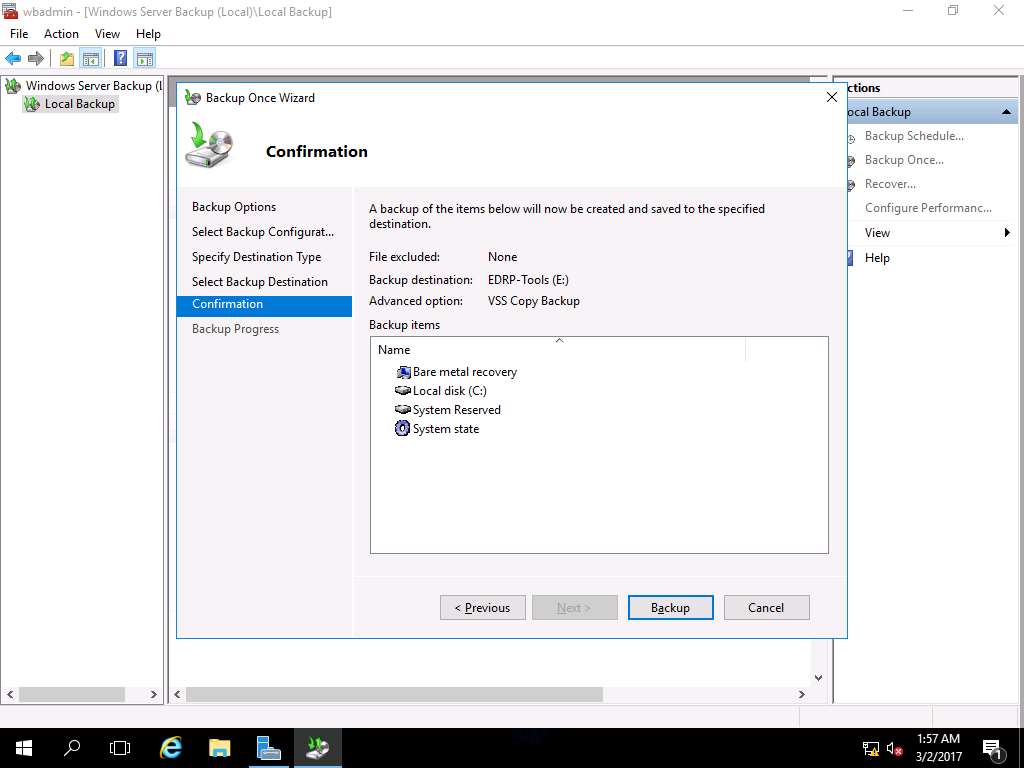 wbadmin - [Windows Server Backup (Local)\Local Backup]
File Action View Help
Windows Server Backup (L
Local Backup
Backup Once Wizard
Confirmation
Backup Options
Select Backup Configurat...
Specify Destination Type
Select Backup Destination
Confirmation
Backup Progress
A backup of the items below will now be created and saved to the specified
destination.
File excluded: None
Backup destination: EDRP-Tools (E:)
Advanced option: VSS Copy Backup
Backup items
Name
Bare metal recovery
Local disk (C:)
System Reserved
System state
< Previous
Next >
Backup
Cancel
ctions
ocal Backup
Backup Schedule...
Backup Once...
Recover...
Configure Performanc...
View
Help
1:57 AM
3/2/2017
1